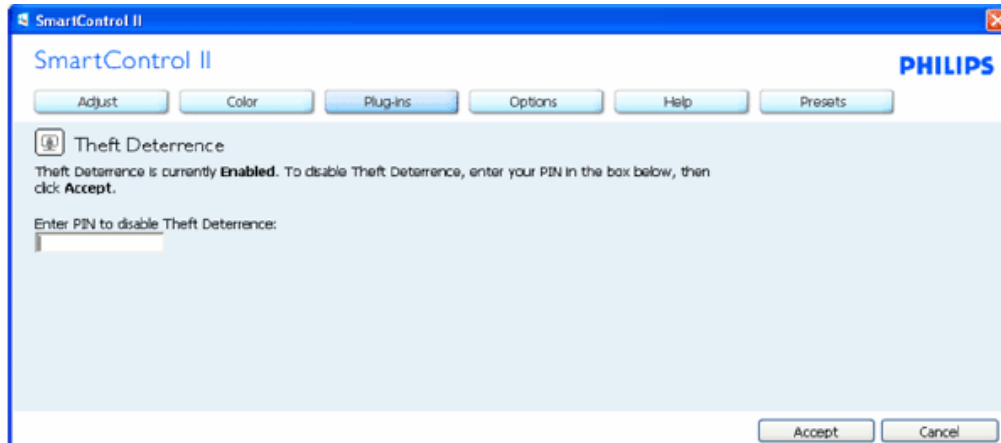 SmartControl II
SmartControl II
PHILIPS
Adjust Color Plug-ins Options Help Presets
Theft Deterrence
Theft Deterrence is currently Enabled. To disable Theft Deterrence, enter your PIN in the box below, then
click Accept.
Enter PIN to disable Theft Deterrence:
Accept Cancel